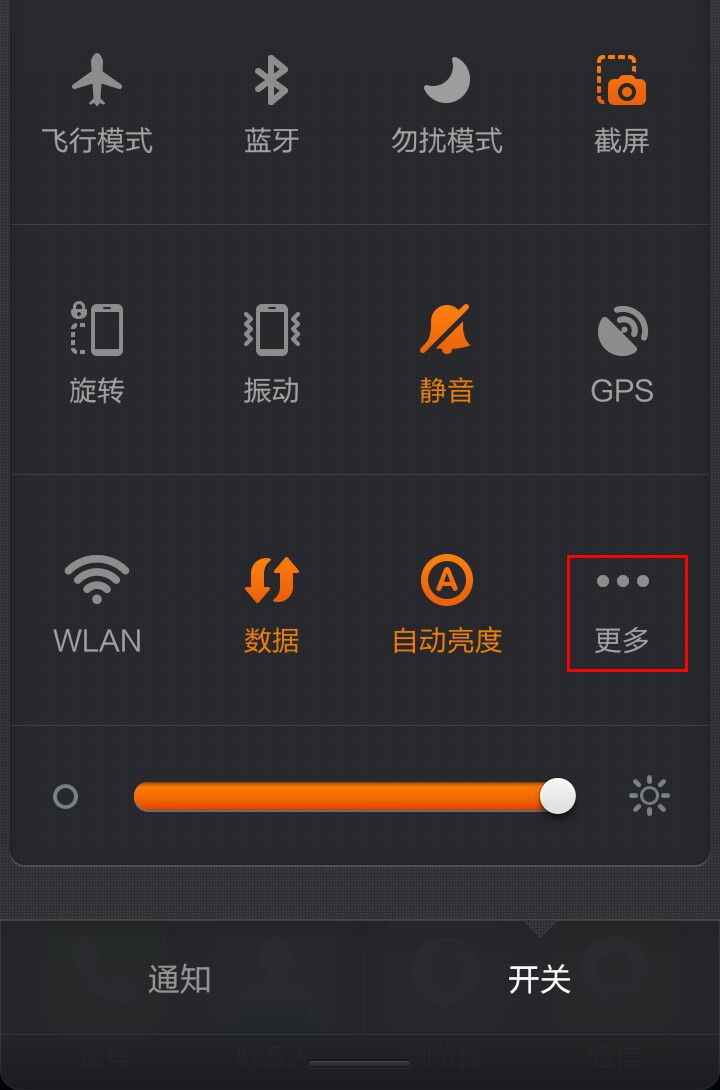 飞行模式 蓝牙 勿扰模式 截屏
旋转 振动 静音 GPS
WLAN 数据 自动亮度 更多
通知 开关
拨号 联系人 浏览器 短信